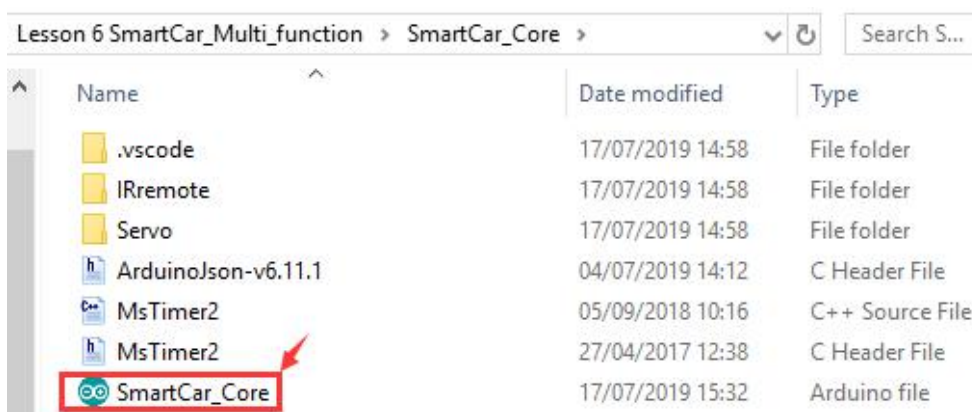 Lesson 6 SmartCar_Multi_function > SmartCar_Core > Search S...
Name Date modified Type
.vscode 17/07/2019 14:58 File folder
IRremote 17/07/2019 14:58 File folder
Servo 17/07/2019 14:58 File folder
ArduinoJson-v6.11.1 04/07/2019 14:12 C Header File
MsTimer2 05/09/2018 10:16 C++ Source File
MsTimer2 27/04/2017 12:38 C Header File
SmartCar_Core 17/07/2019 15:32 Arduino file